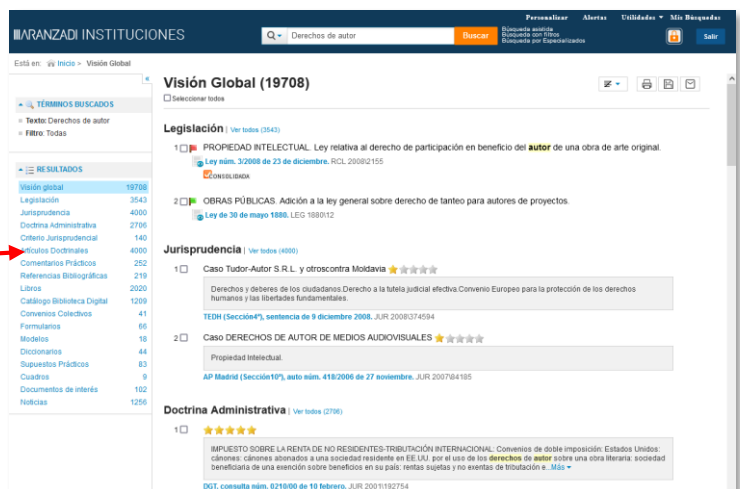 Personalizar Alertas Utilidades Mis Búsquedas
ARANZADI INSTITUCIONES
Derechos de autor
Buscar
Búsqueda asistida
Búsqueda con filtros
Búsqueda por Especializados
Salir
Está en: Inicio > Visión Global
«
TÉRMINOS BUSCADOS
Texto: Derechos de autor
Filtro: Todas
RESULTADOS
Visión global 19708
Legislación 3543
Jurisprudencia 4000
Doctrina Administrativa 2706
Criterio Jurisprudencial 140
Artículos Doctrinales 4000
Comentarios Prácticos 252
Referencias Bibliográficas 219
Libros 2020
Catálogo Biblioteca Digital 1209
Convenios Colectivos 41
Formularios 66
Modelos 18
Diccionarios 44
Supuestos Prádicos 83
Cuadros 9
Documentos de interés 102
Noticias 1256
Visión Global (19708)
Seleccionar todos
Legislación | Ver todos (3543)
1 PROPIEDAD INTELECTUAL. Ley relativa al derecho de participación en beneficio del autor de una obra de arte original.
Ley núm. 3/2008 de 23 de diciembre. RCL 2008\2155
CONSOLIDADA
2 OBRAS PÚBLICAS. Adición a la ley general sobre derecho de tanteo para autores de proyectos.
Ley de 30 de mayo 1880. LEG 1880\12
Jurisprudencia | Ver todos (4000)
1 Caso Tudor-Autor S.R.L. y otroscontra Moldavia
Derechos y deberes de los ciudadanos.Derecho a la tutela judicial efectiva.Convenio Europeo para la protección de los derechos
humanos y las libertades fundamentales.
TEDH (Sección4ª), sentencia de 9 diciembre 2008. JUR 2008\374594
2 Caso DERECHOS DE AUTOR DE MEDIOS AUDIOVISUALES
Propiedad Intelectual.
AP Madrid (Sección10ª), auto núm. 418/2006 de 27 noviembre. JUR 2007\84185
Doctrina Administrativa | Ver todos (2706)
1
IMPUESTO SOBRE LA RENTA DE NO RESIDENTES-TRIBUTACIÓN INTERNACIONAL: Convenios de doble imposición: Estados Unidos:
cánones: cánones abonados a una sociedad residente en EE.UU. por el uso de los derechos de autor sobre una obra literaria: sociedad
beneficiaria de una exención sobre beneficios en su país: rentas sujetas y no exentas de tributación e...Más
DGT, consulta núm. 0210/00 de 10 febrero. JUR 2001\192754